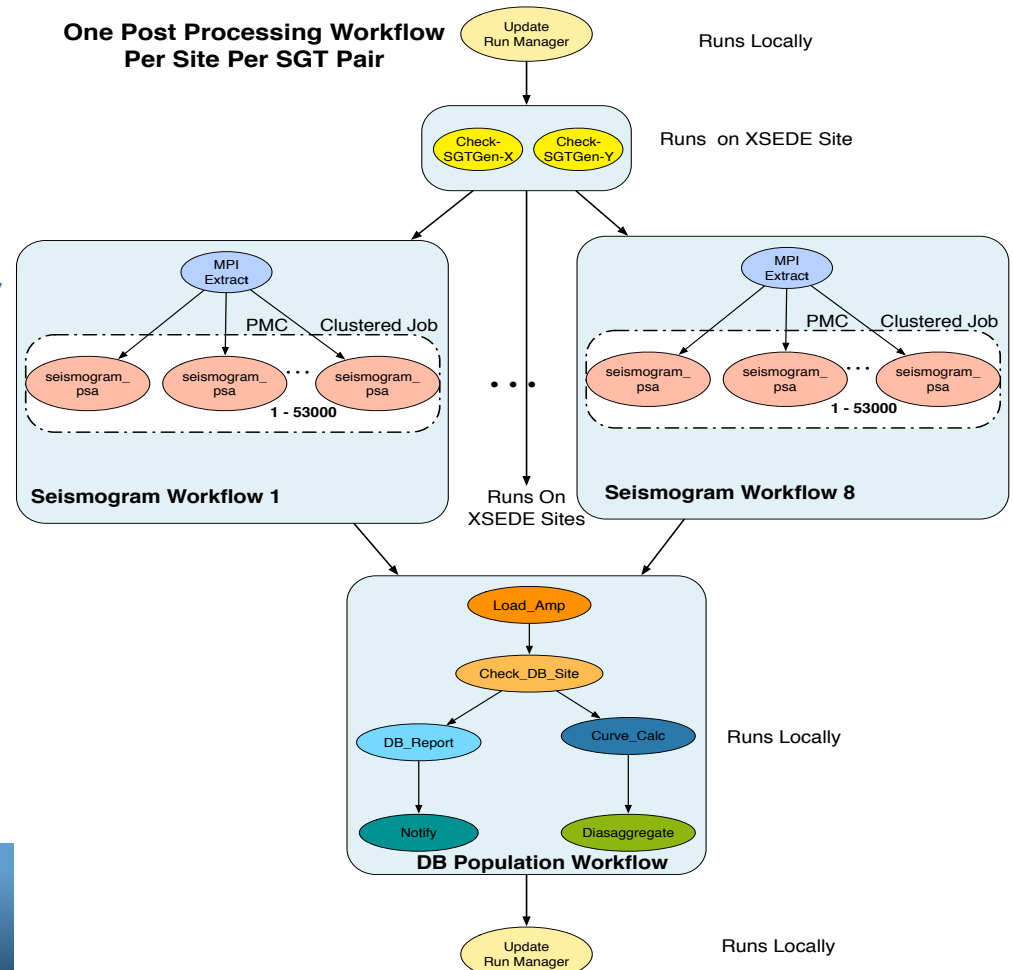 One Post Processing Workflow
Per Site Per SGT Pair
Update
Run Manager
Runs Locally
Check-
SGTGen-X
Check-
SGTGen-Y
Runs on XSEDE Site
MPI
Extract
PMC
Clustered Job
seismogram_
psa
seismogram_
psa
...
seismogram_
psa
1 - 53000
Seismogram Workflow 1
...
Runs On
XSEDE Sites
MPI
Extract
PMC
Clustered Job
seismogram_
psa
seismogram_
psa
...
seismogram_
psa
1 - 53000
Seismogram Workflow 8
Load_Amp
Check_DB_Site
DB_Report
Curve_Calc
Runs Locally
Notify
Diasaggregate
DB Population Workflow
Update
Run Manager
Runs Locally